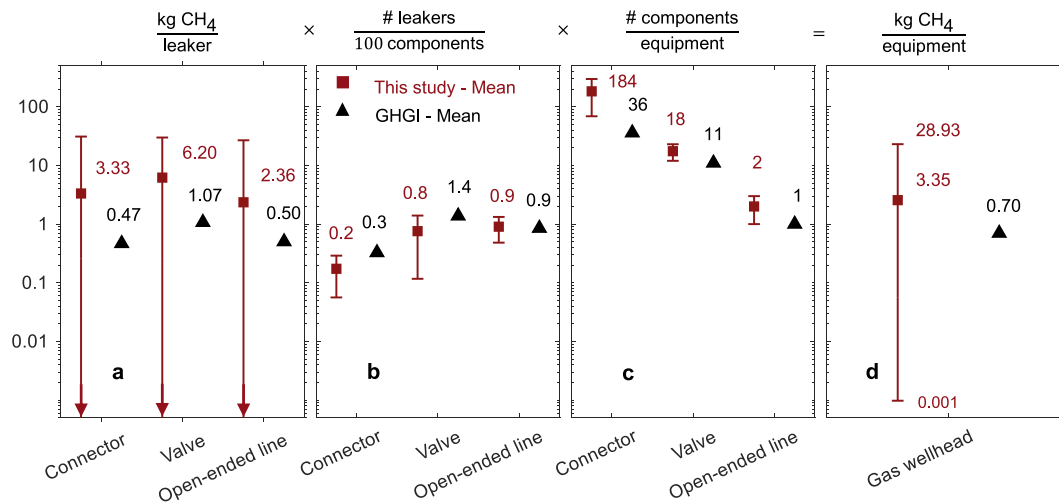 kg CH4 / leaker × # leakers / 100 components × # components / equipment = kg CH4 / equipment
100
10
1
0.1
0.01
3.33
0.47
6.20
1.07
2.36
0.50
a
Connector
Valve
Open-ended line
This study - Mean
GHGI - Mean
0.2
0.3
0.8
1.4
0.9
0.9
b
Connector
Valve
Open-ended line
184
36
18
11
2
1
c
Connector
Valve
Open-ended line
28.93
3.35
0.70
0.001
d
Gas wellhead